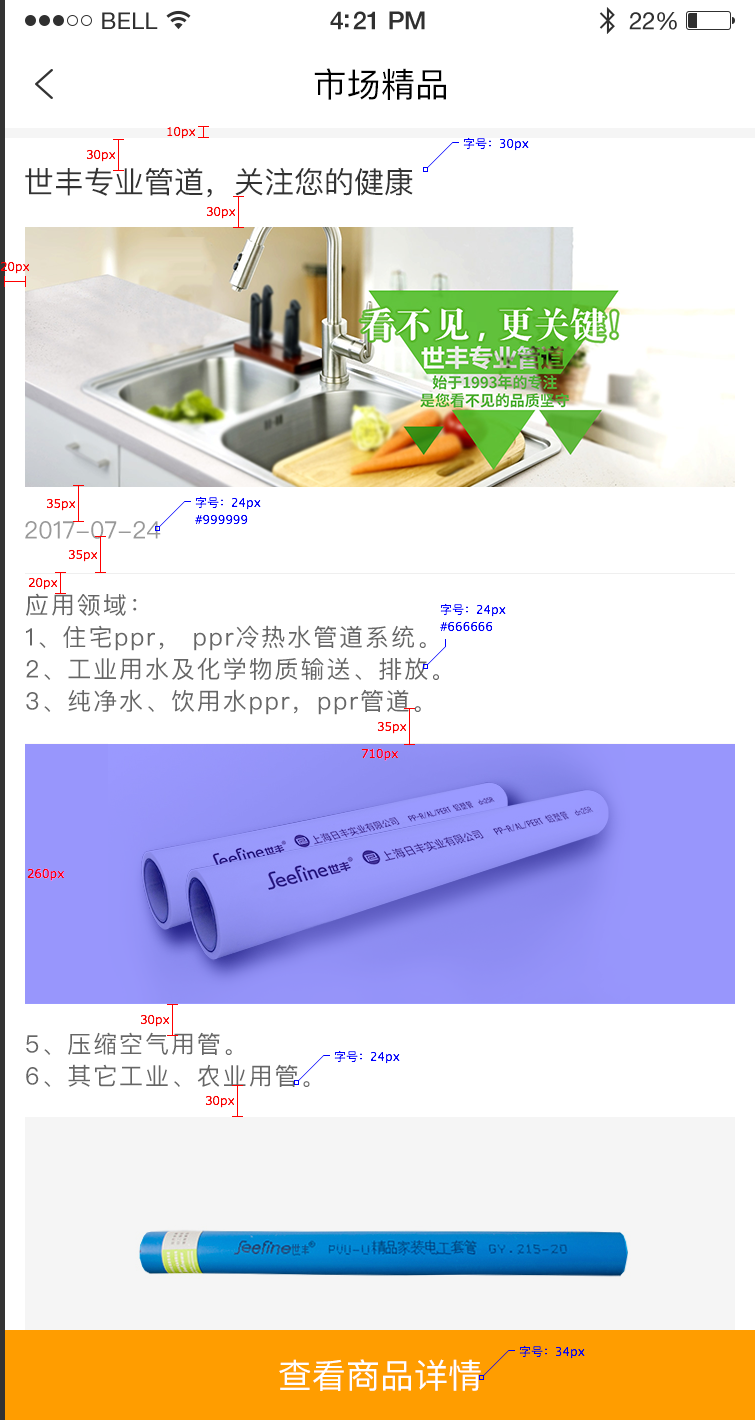 BELL 4:21 PM 22%
市场精品
10px
30px
字号：30px
世丰专业管道，关注您的健康
30px
20px
看不见，更关键!
世丰专业管道
始于1993年的专注
是您看不见的品质坚守
35px
字号：24px
#999999
2017-07-24
35px
20px
应用领域：
字号：24px
#666666
1、住宅ppr， ppr冷热水管道系统。
2、工业用水及化学物质输送、排放。
3、纯净水、饮用水ppr，ppr管道。
35px
710px
Seefine世丰® 上海日丰实业有限公司 PP-R/AL/PERT 铝塑管 dn25R
Seefine世丰® 上海日丰实业有限公司 PP-R/AL/PERT 铝塑管 dn25R
260px
30px
5、压缩空气用管。
字号：24px
6、其它工业、农业用管。
30px
Seefine世丰® PVU-U精品家装电工套管 GY.215-20
字号：34px
查看商品详情